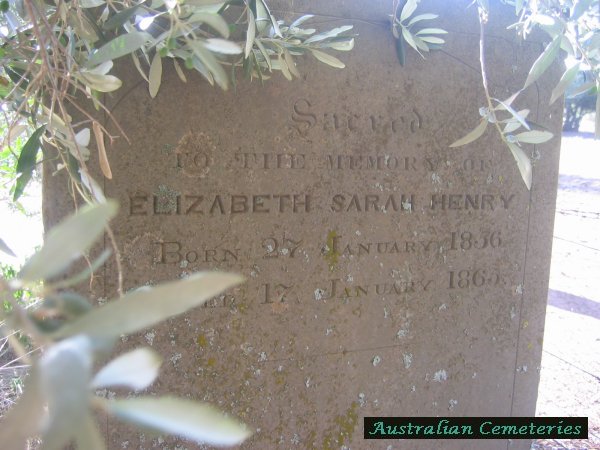 Sacred
TO THE MEMORY OF
ELIZABETH SARAH HENRY
BORN 27 JANUARY 1856
17 JANUARY 1865
Australian Cemeteries